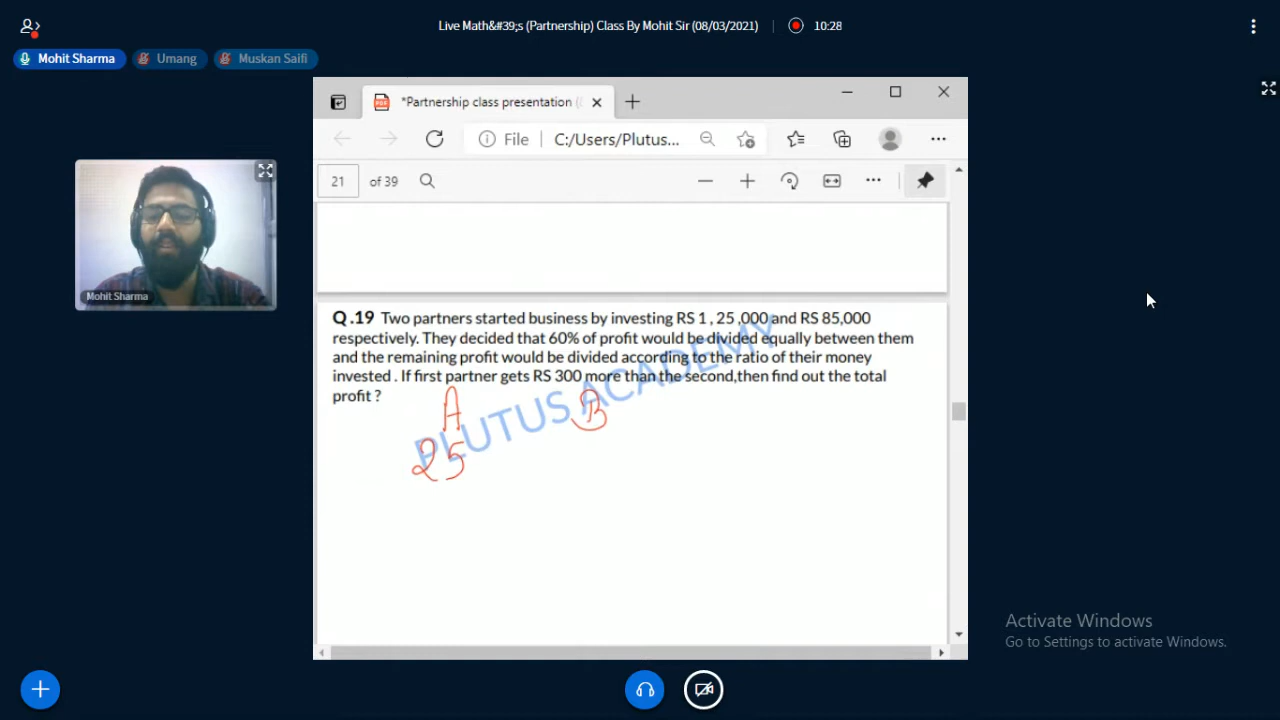 Live Math&#39;s (Partnership) Class By Mohit Sir (08/03/2021)
10:28
Mohit Sharma
Umang
Muskan Saifi
*Partnership class presentation (
File
C:/Users/Plutus...
21
of 39
Mohit Sharma
Q.19 Two partners started business by investing RS 1 , 25 ,000 and RS 85,000
respectively. They decided that 60% of profit would be divided equally between them
and the remaining profit would be divided according to the ratio of their money
invested . If first partner gets RS 300 more than the second,then find out the total
profit ?
PLUTUS ACADEMY
A B
25
Activate Windows
Go to Settings to activate Windows.